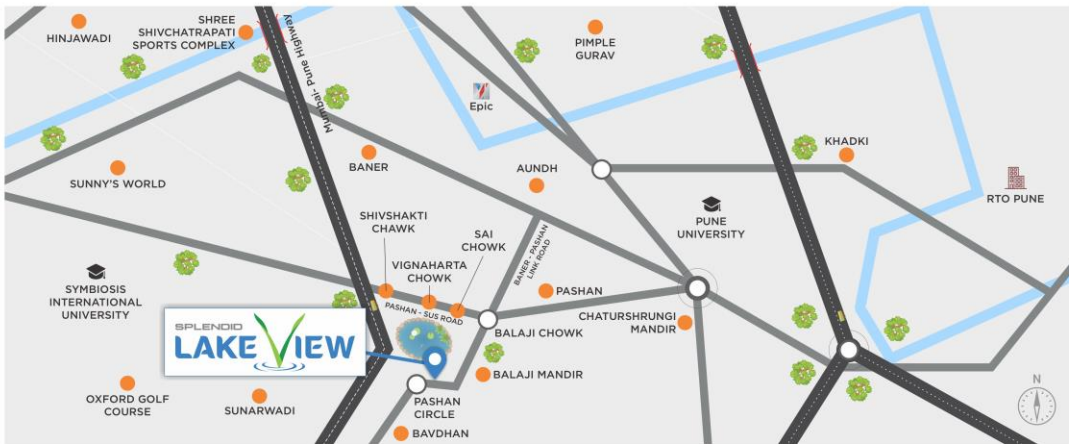 HINJAWADI
SHREE
SHIVCHATRAPATI
SPORTS COMPLEX
Mumbai- Pune Highway
PIMPLE
GURAV
Epic
SUNNY'S WORLD
BANER
AUNDH
KHADKI
RTO PUNE
SHIVSHAKTI
CHAWK
SAI
CHOWK
VIGNAHARTA
CHOWK
BANER - PASHAN
LINK ROAD
PUNE
UNIVERSITY
SYMBIOSIS
INTERNATIONAL
UNIVERSITY
PASHAN - SUS ROAD
PASHAN
BALAJI CHOWK
CHATURSHRUNGI
MANDIR
SPLENDID
LAKE VIEW
BALAJI MANDIR
OXFORD GOLF
COURSE
SUNARWADI
PASHAN
CIRCLE
BAVDHAN
N